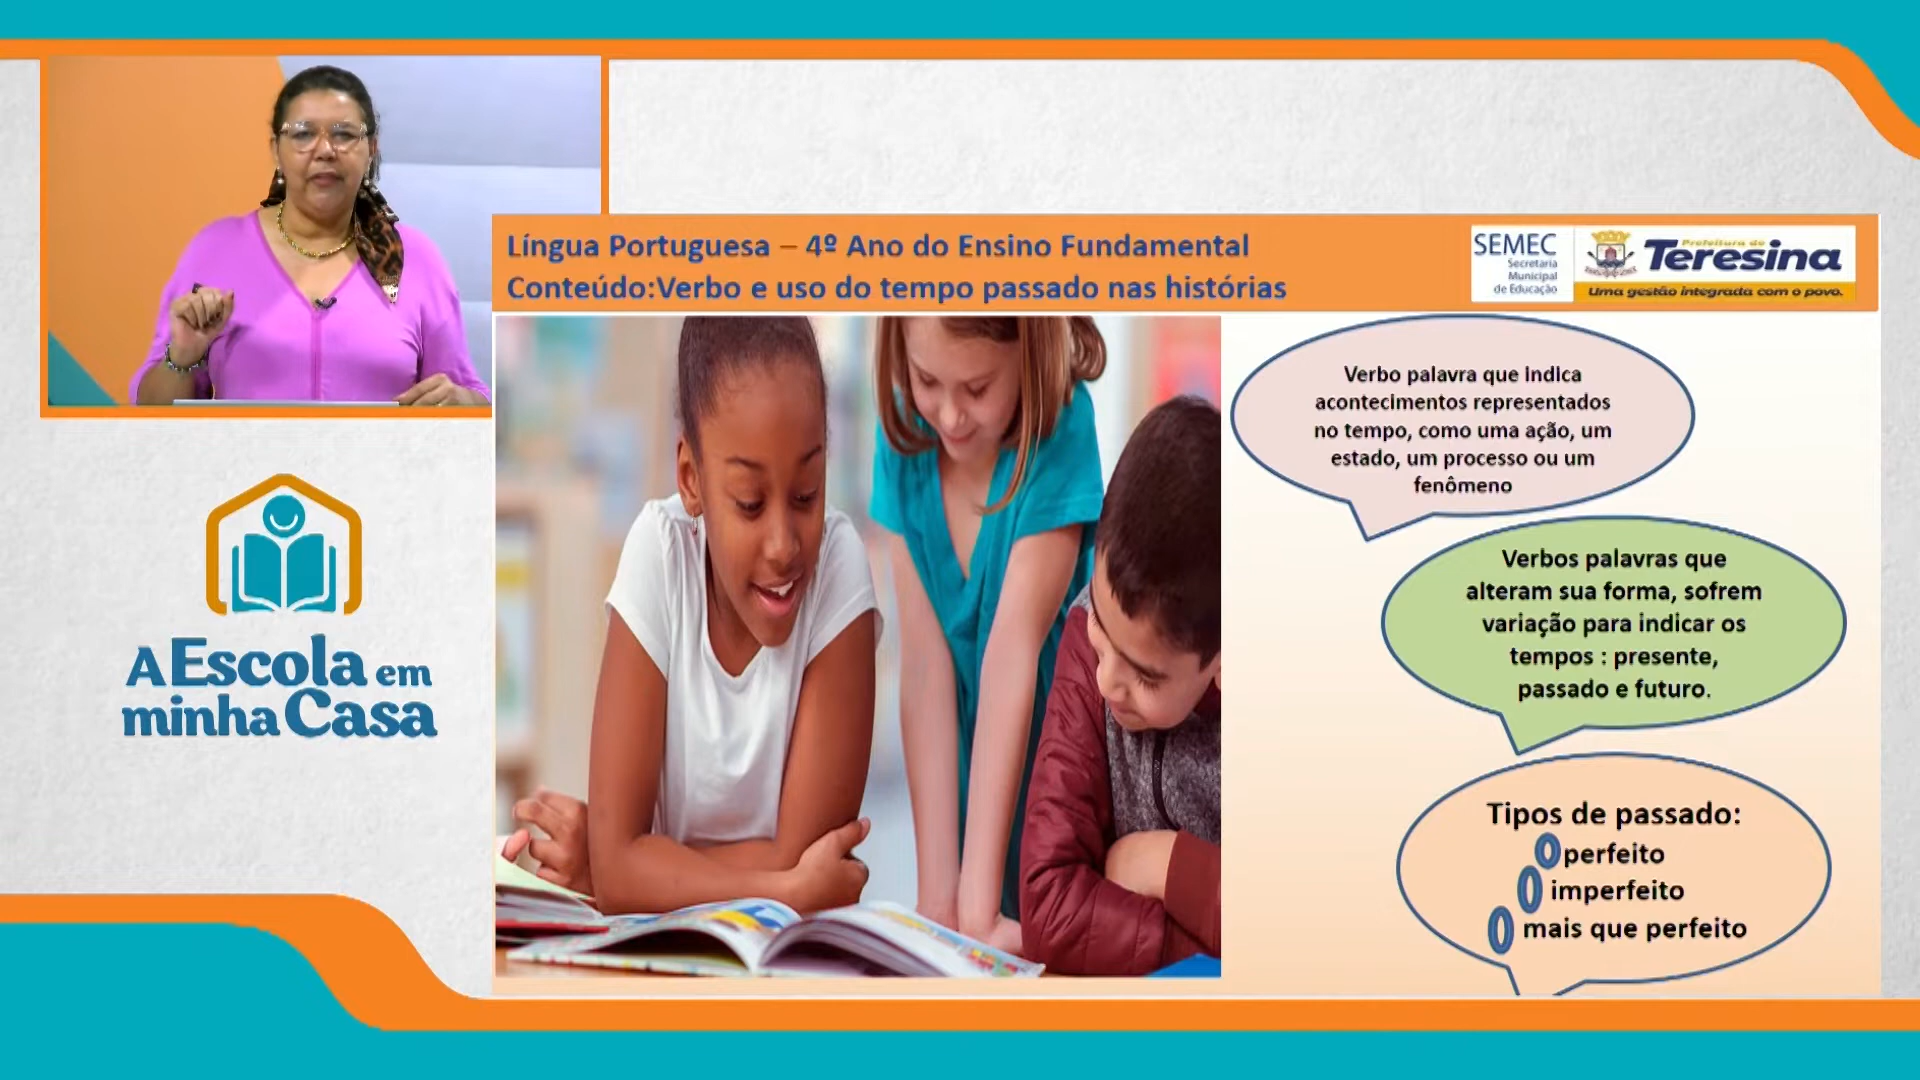 Língua Portuguesa – 4º Ano do Ensino Fundamental
Conteúdo:Verbo e uso do tempo passado nas histórias
SEMEC
Secretaria
Municipal
de Educação
Prefeitura de
Teresina
Uma gestão integrada com o povo.
Verbo palavra que indica
acontecimentos representados
no tempo, como uma ação, um
estado, um processo ou um
fenômeno
Verbos palavras que
alteram sua forma, sofrem
variação para indicar os
tempos : presente,
passado e futuro.
Tipos de passado:
perfeito
imperfeito
mais que perfeito
A Escola em
minha Casa